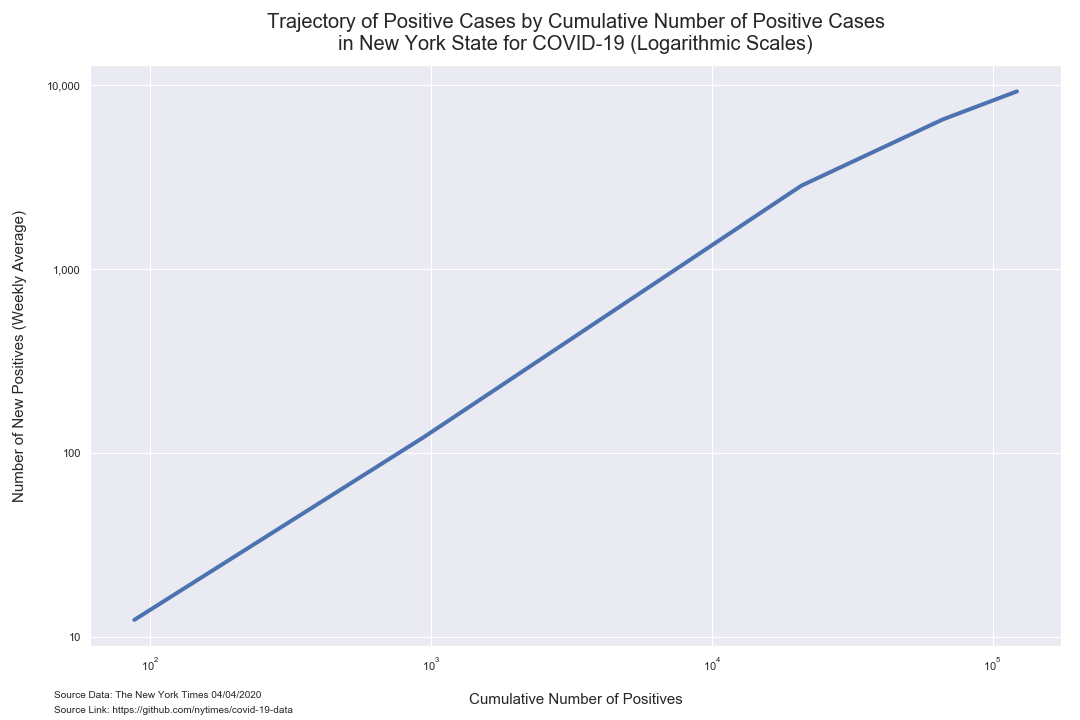 Trajectory of Positive Cases by Cumulative Number of Positive Cases
in New York State for COVID-19 (Logarithmic Scales)
Number of New Positives (Weekly Average)
10,000
1,000
100
10
10²
10³
10⁴
10⁵
Cumulative Number of Positives
Source Data: The New York Times 04/04/2020
Source Link: https://github.com/nytimes/covid-19-data